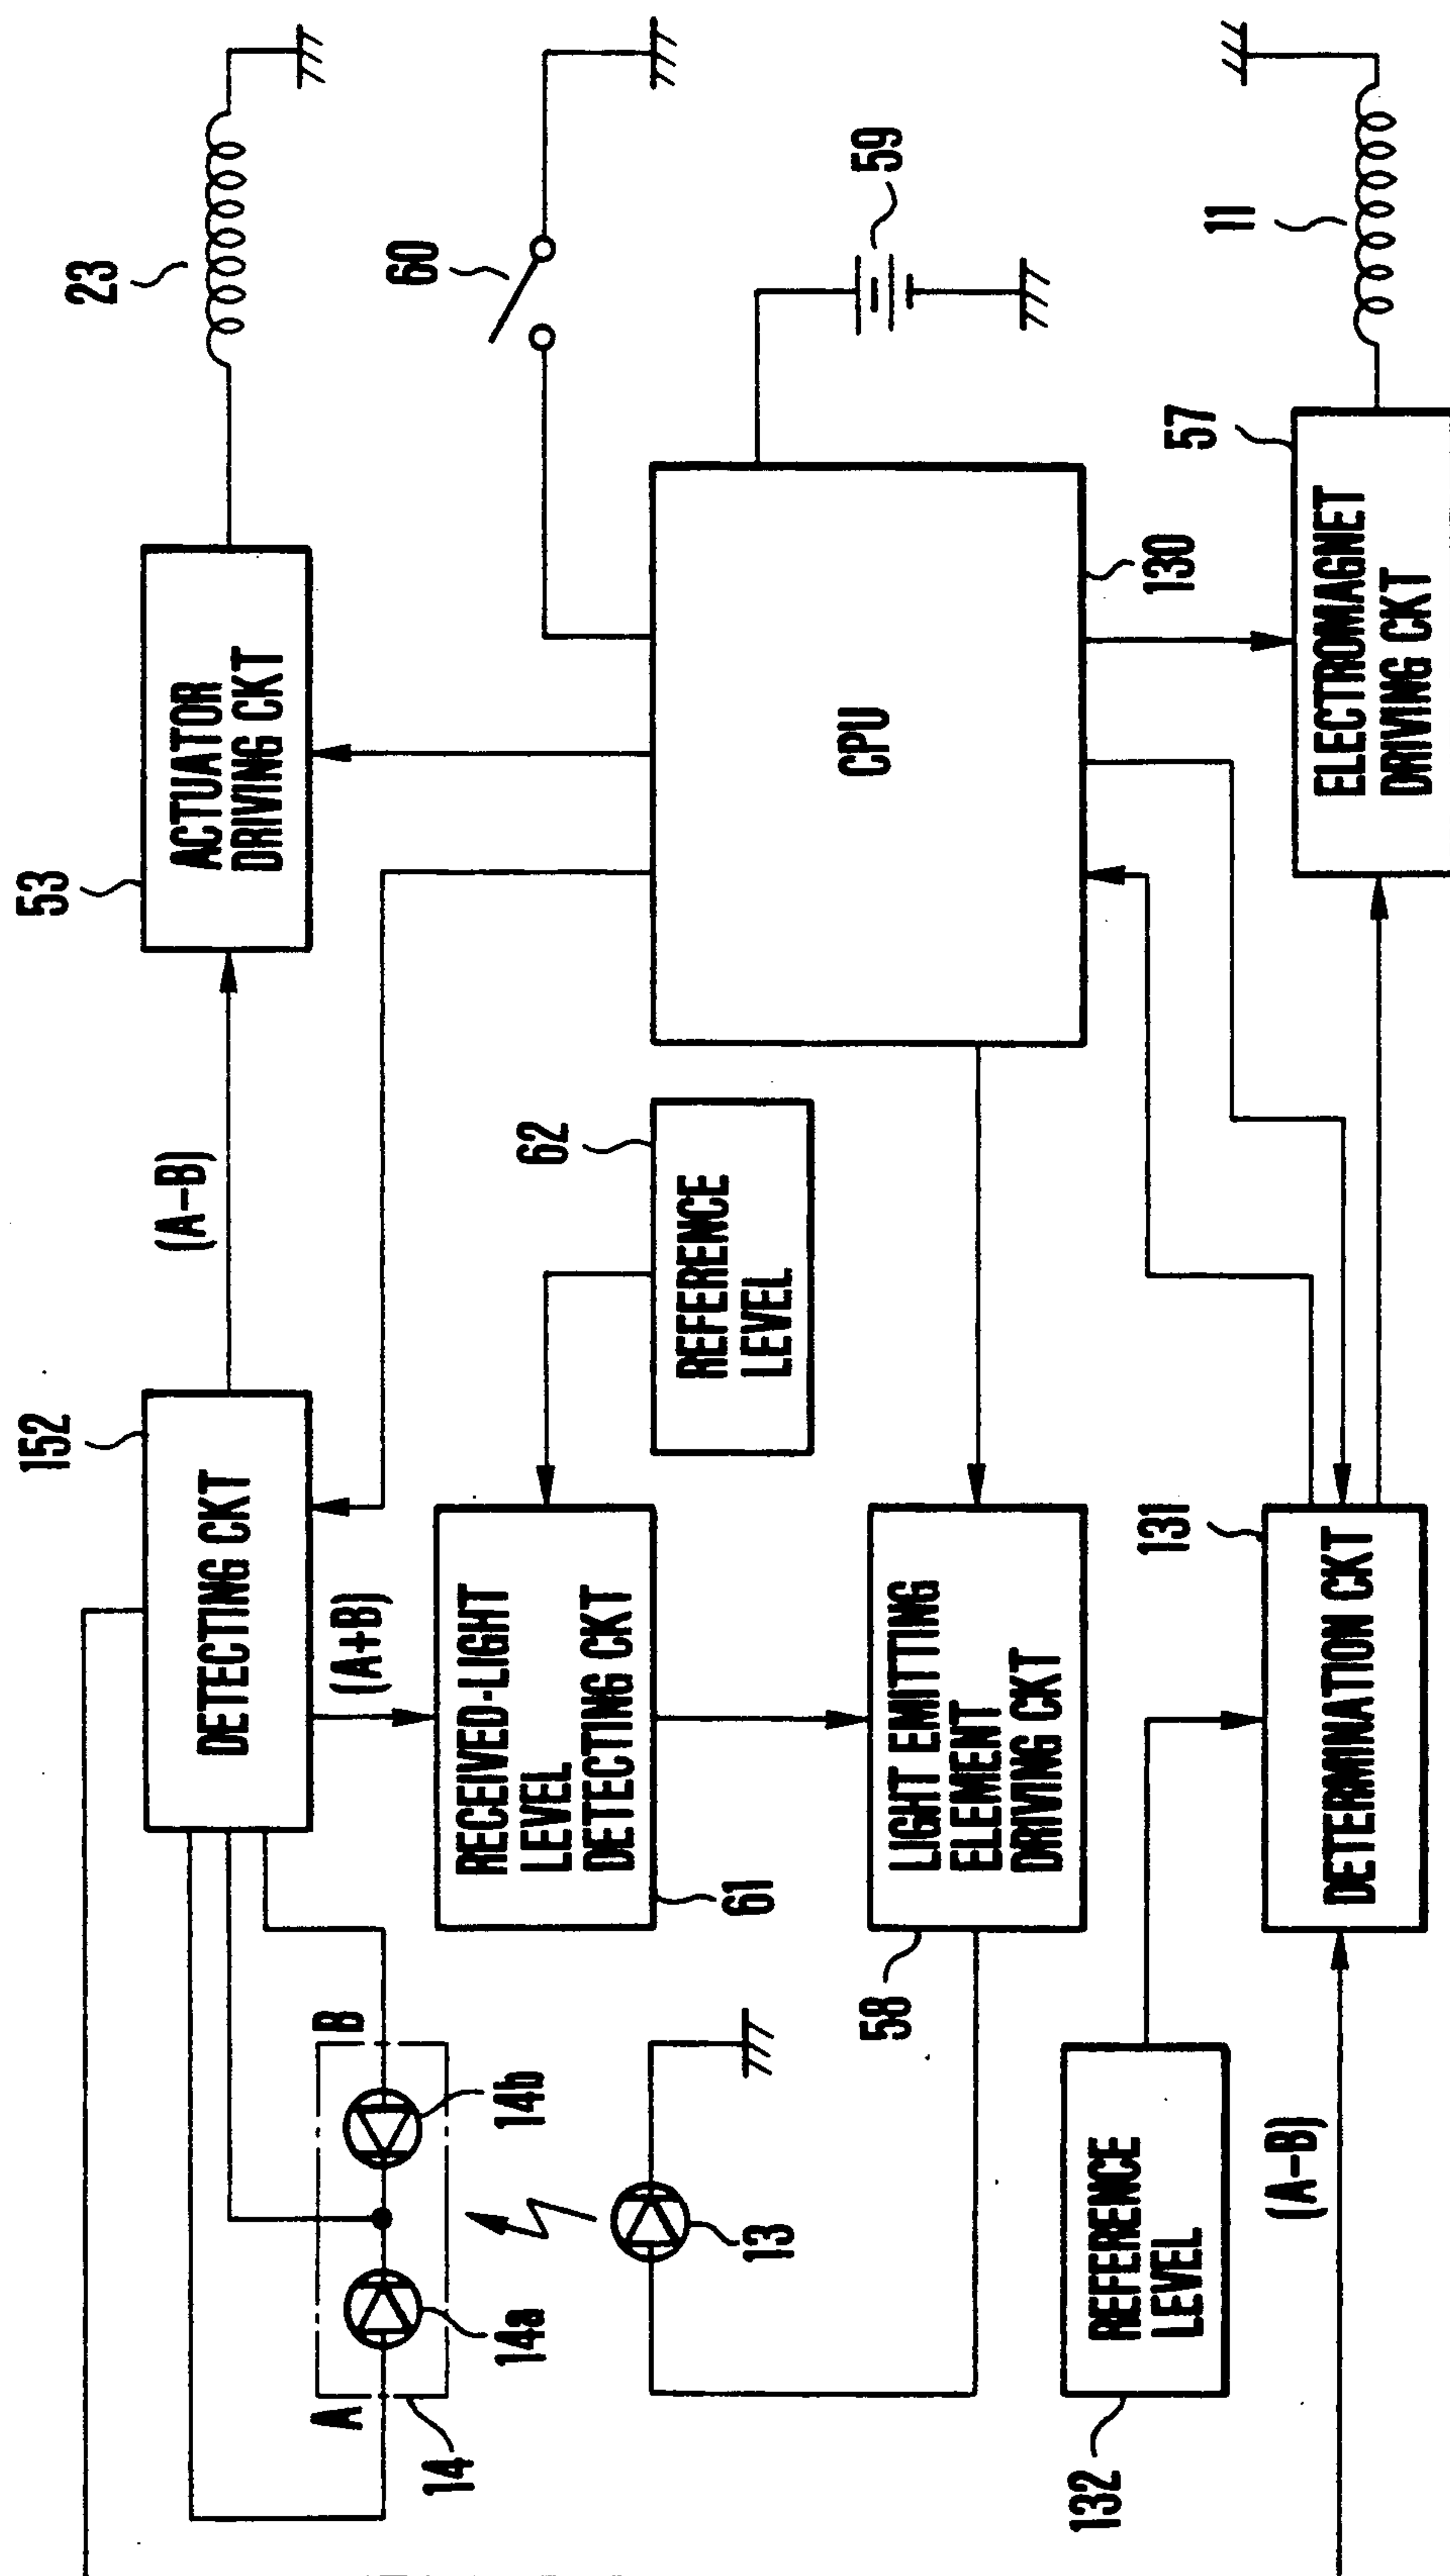 23
53
ACTUATOR
DRIVING CKT
(A-B)
152
DETECTING CKT
(A+B)
60
59
CPU
130
62
REFERENCE
LEVEL
RECEIVED-LIGHT
LEVEL
DETECTING CKT
61
A
B
14a
14b
14
13
LIGHT EMITTING
ELEMENT
DRIVING CKT
58
11
57
ELECTROMAGNET
DRIVING CKT
131
DETERMINATION CKT
REFERENCE
LEVEL
132
(A-B)